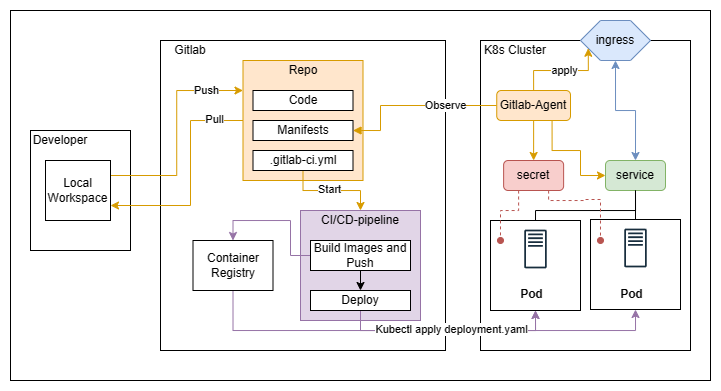 Gitlab
K8s Cluster
ingress
Repo
apply
Code
Push
Observe
Gitlab-Agent
Pull
Manifests
Developer
.gitlab-ci.yml
Local
Workspace
secret
service
Start
CI/CD-pipeline
Container
Registry
Build Images and
Push
Deploy
Pod
Pod
Kubectl apply deployment.yaml